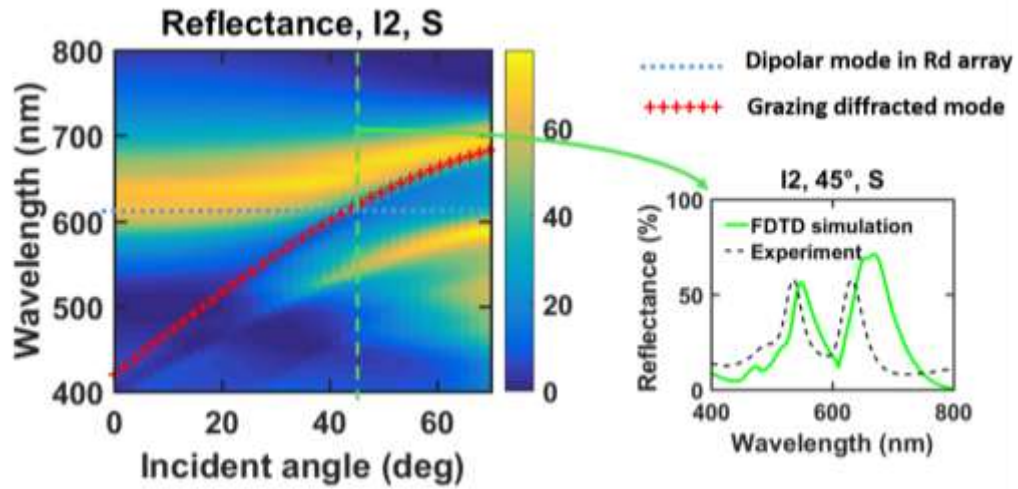 Reflectance, I2, S
800
700
600
500
400
Wavelength (nm)
0
20
40
60
Incident angle (deg)
60
40
20
0
Dipolar mode in Rd array
Grazing diffracted mode
I2, 45°, S
100
50
0
Reflectance (%)
FDTD simulation
Experiment
400
600
800
Wavelength (nm)